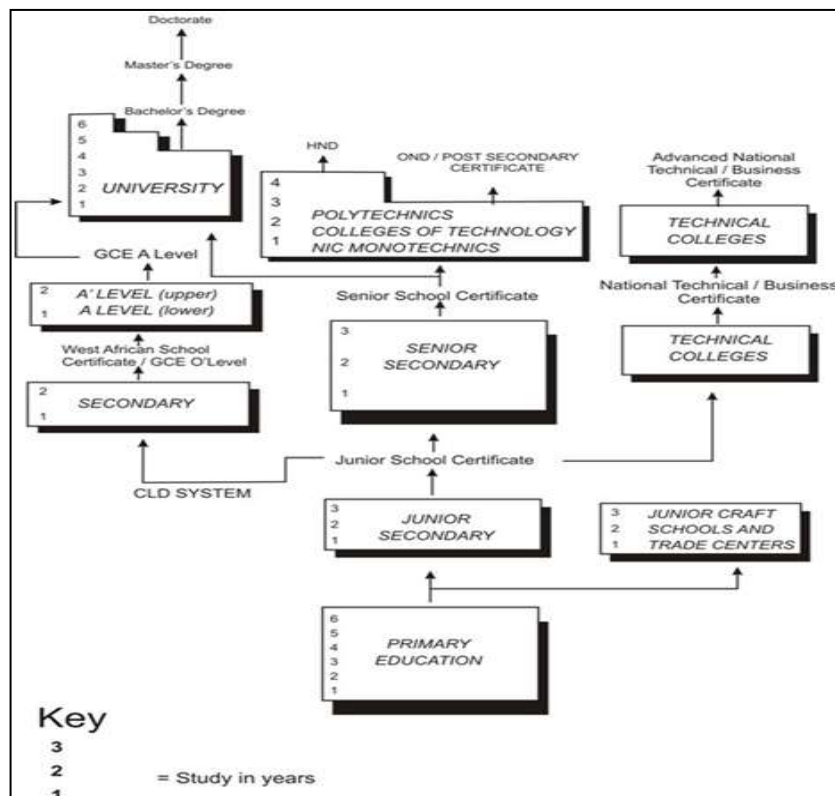 Doctorate
Master's Degree
Bachelor's Degree
6
5
4
3
2
1
UNIVERSITY
HND
OND / POST SECONDARY
CERTIFICATE
4
3
2
1
POLYTECHNICS
COLLEGES OF TECHNOLOGY
NIC MONOTECHNICS
Advanced National
Technical / Business
Certificate
TECHNICAL
COLLEGES
GCE A Level
2
1
A' LEVEL (upper)
A LEVEL (lower)
Senior School Certificate
National Technical / Business
Certificate
West African School
Certificate / GCE O'Level
3
2
1
SENIOR
SECONDARY
TECHNICAL
COLLEGES
2
1
SECONDARY
Junior School Certificate
CLD SYSTEM
3
2
1
JUNIOR
SECONDARY
3
2
1
JUNIOR CRAFT
SCHOOLS AND
TRADE CENTERS
6
5
4
3
2
1
PRIMARY
EDUCATION
Key
3
2
1
= Study in years